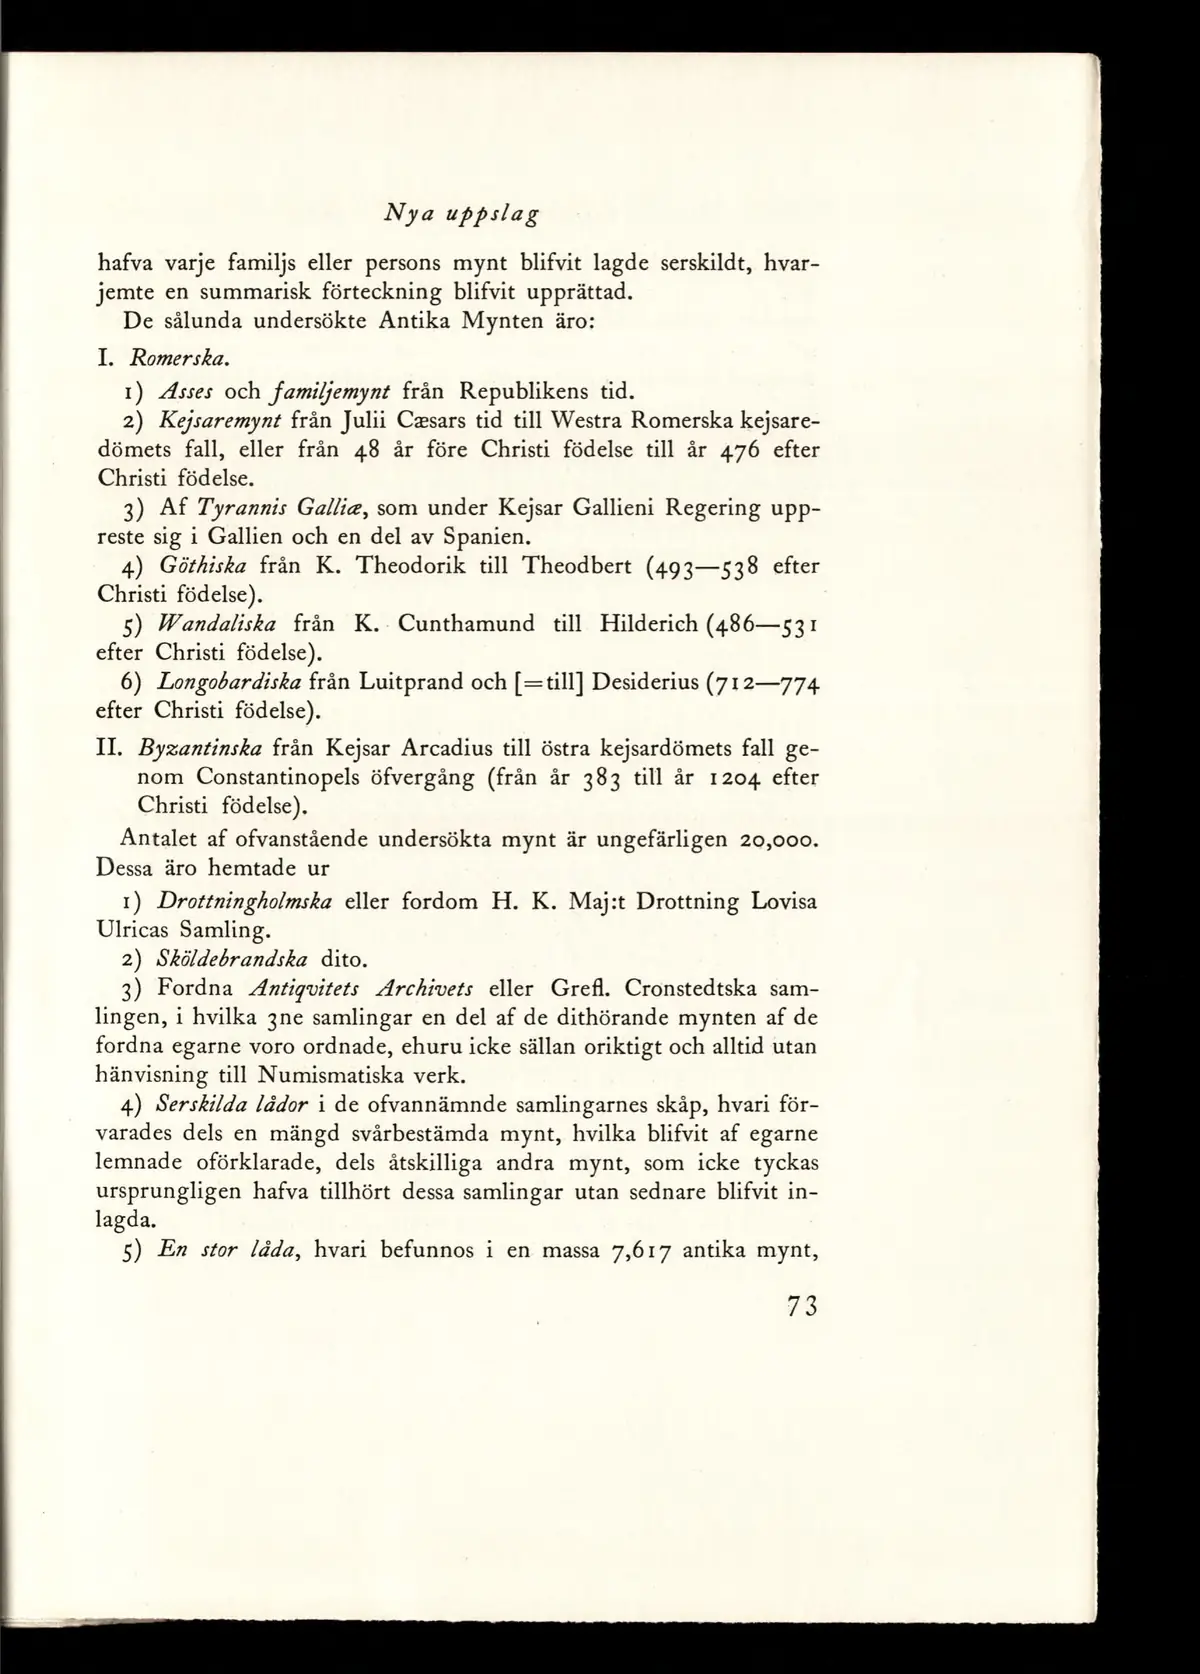 Nya uppslag
hafva varje familjs eller persons mynt blifvit lagde serskildt, hvar-
jemte en summarisk förteckning blifvit upprättad.
De sålunda undersökte Antika Mynten äro:
I. Romerska.
1) Asses och familjemynt från Republikens tid.
2) Kejsaremynt från Julii Cæsars tid till Westra Romerska kejsare-
dömets fall, eller från 48 år före Christi födelse till år 476 efter
Christi födelse.
3) Af Tyrannis Galliæ, som under Kejsar Gallieni Regering upp-
reste sig i Gallien och en del av Spanien.
4) Göthiska från K. Theodorik till Theodbert (493—538 efter
Christi födelse).
5) Wandaliska från K. Cunthamund till Hilderich (486—531
efter Christi födelse).
6) Longobardiska från Luitprand och [=till] Desiderius (712—774
efter Christi födelse).
II. Byzantinska från Kejsar Arcadius till östra kejsardömets fall ge-
nom Constantinopels öfvergång (från år 383 till år 1204 efter
Christi födelse).
Antalet af ofvanstående undersökta mynt är ungefärligen 20,000.
Dessa äro hemtade ur
1) Drottningholmska eller fordom H. K. Maj:t Drottning Lovisa
Ulricas Samling.
2) Sköldebrandska dito.
3) Fordna Antiqvitets Archivets eller Grefl. Cronstedtska sam-
lingen, i hvilka 3ne samlingar en del af de dithörande mynten af de
fordna egarne voro ordnade, ehuru icke sällan oriktigt och alltid utan
hänvisning till Numismatiska verk.
4) Serskilda lådor i de ofvannämnde samlingarnes skåp, hvari för-
varades dels en mängd svårbestämda mynt, hvilka blifvit af egarne
lemnade oförklarade, dels åtskilliga andra mynt, som icke tyckas
ursprungligen hafva tillhört dessa samlingar utan sednare blifvit in-
lagda.
5) En stor låda, hvari befunnos i en massa 7,617 antika mynt,
73